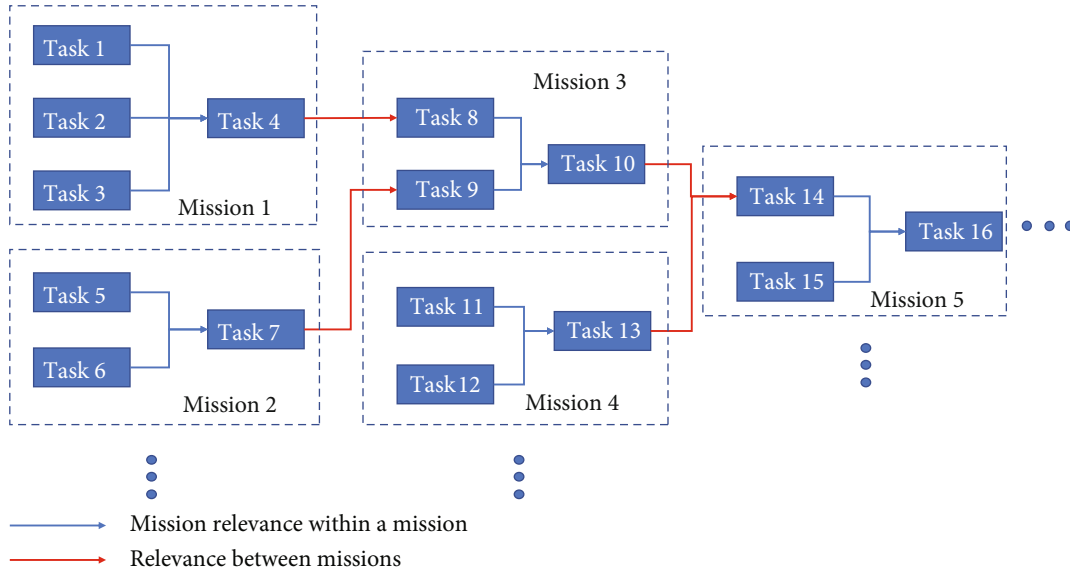 Task 1
Task 2
Task 3
Task 4
Mission 1
Task 5
Task 6
Task 7
Mission 2
Mission 3
Task 8
Task 9
Task 10
Task 11
Task 12
Task 13
Mission 4
Task 14
Task 15
Task 16
Mission 5
Mission relevance within a mission
Relevance between missions